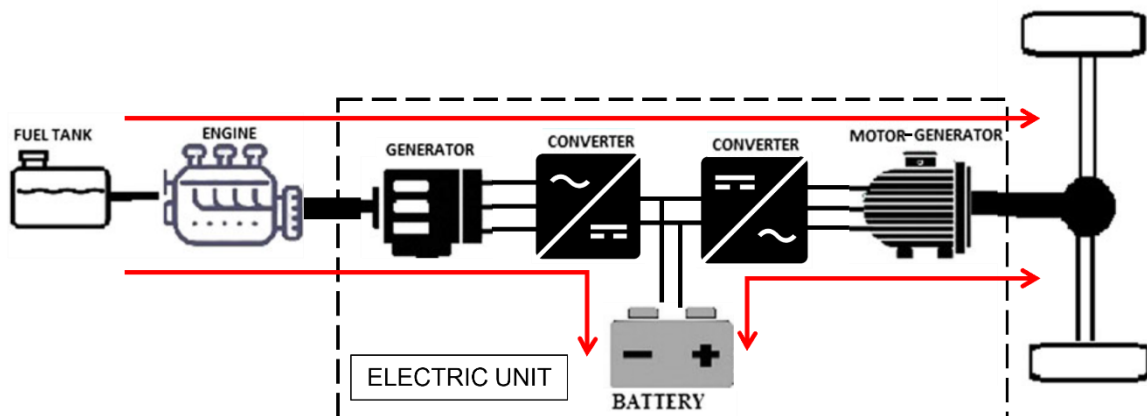 FUEL TANK
ENGINE
GENERATOR
CONVERTER
CONVERTER
MOTOR-GENERATOR
ELECTRIC UNIT
BATTERY